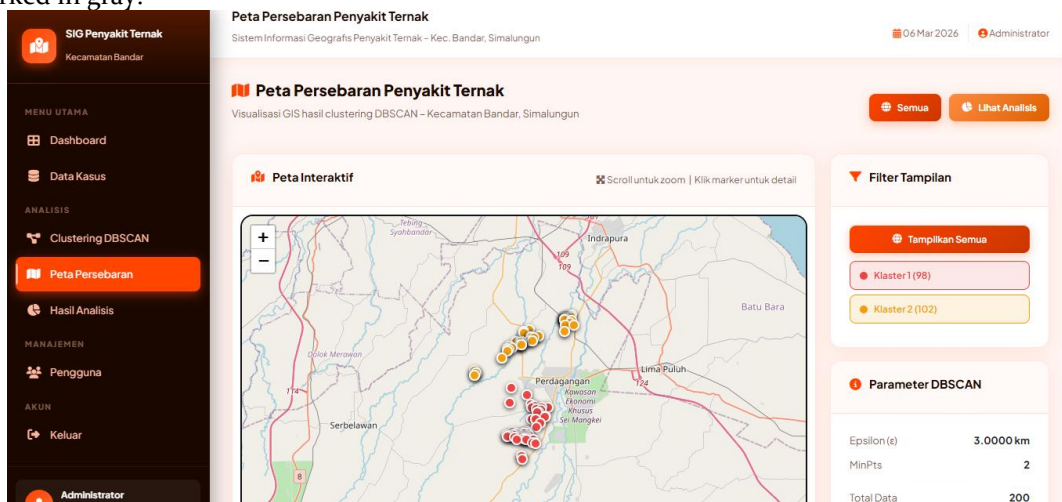 rked in gray.
SIG Penyakit Ternak
Kecamatan Bandar
MENU UTAMA
Dashboard
Data Kasus
ANALISIS
Clustering DBSCAN
Peta Persebaran
Hasil Analisis
MANAJEMEN
Pengguna
AKUN
Keluar
Administrator
Peta Persebaran Penyakit Ternak
Sistem Informasi Geografis Penyakit Ternak - Kec. Bandar, Simalungun
06 Mar 2026
Administrator
Peta Persebaran Penyakit Ternak
Visualisasi GIS hasil clustering DBSCAN - Kecamatan Bandar, Simalungun
Semua
Lihat Analisis
Peta Interaktif
Scroll untuk zoom | Klik marker untuk detail
+
−
Tebing-
Syahbandar
Indrapura
109
109
Batu Bara
Dolok Merawan
Lima Puluh
124
Perdagangan
Kawasan
Ekonomi
Khusus
Sei Mangkei
114
Serbelawan
8
Filter Tampilan
Tampilkan Semua
Klaster 1 (98)
Klaster 2 (102)
Parameter DBSCAN
Epsilon (ε) 3.0000 km
MinPts 2
Total Data 200